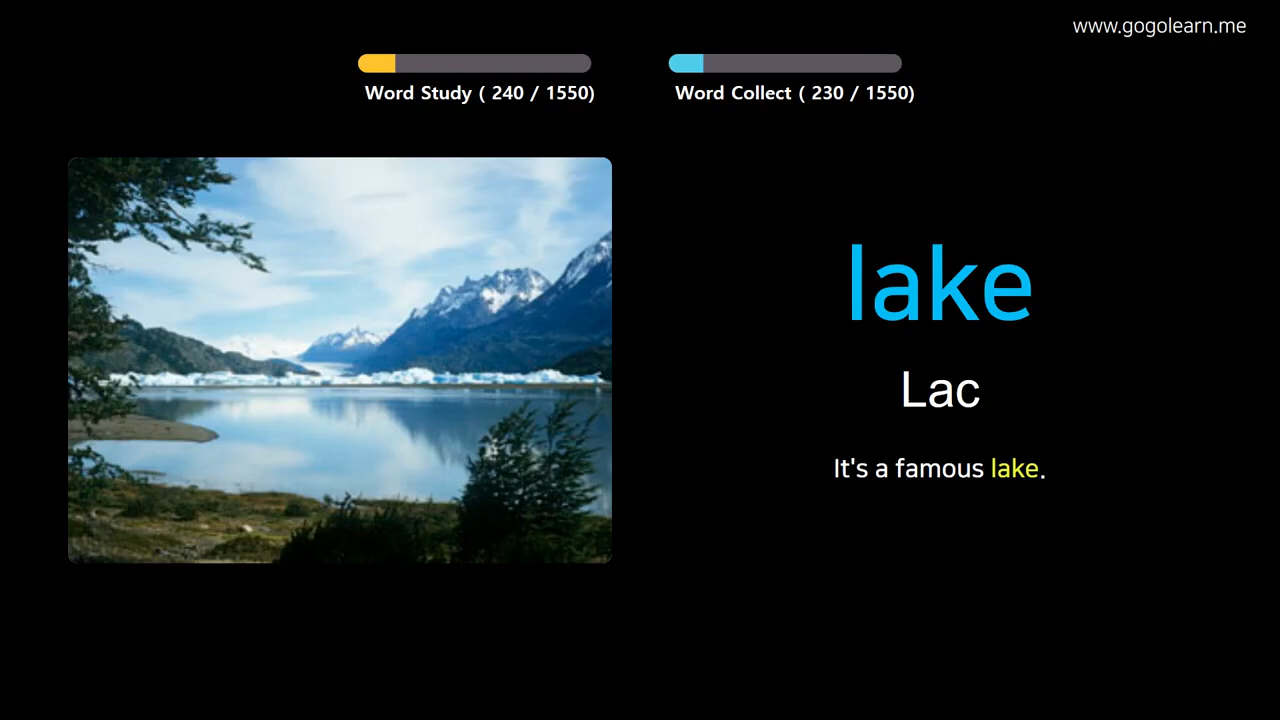 www.gogolearn.me
Word Study ( 240 / 1550)
Word Collect ( 230 / 1550)
lake
Lac
It's a famous lake.